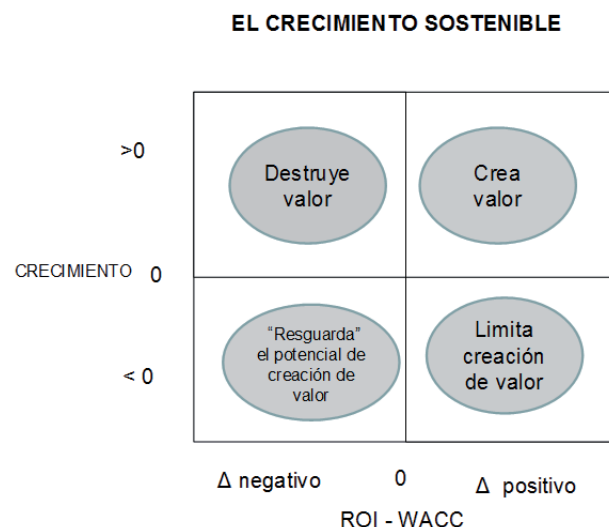 EL CRECIMIENTO SOSTENIBLE
>0
Destruye
valor
Crea
valor
CRECIMIENTO 0
"Resguarda"
el potencial de
creación de
valor
Limita
creación
de valor
< 0
Δ negativo 0 Δ positivo
ROI - WACC